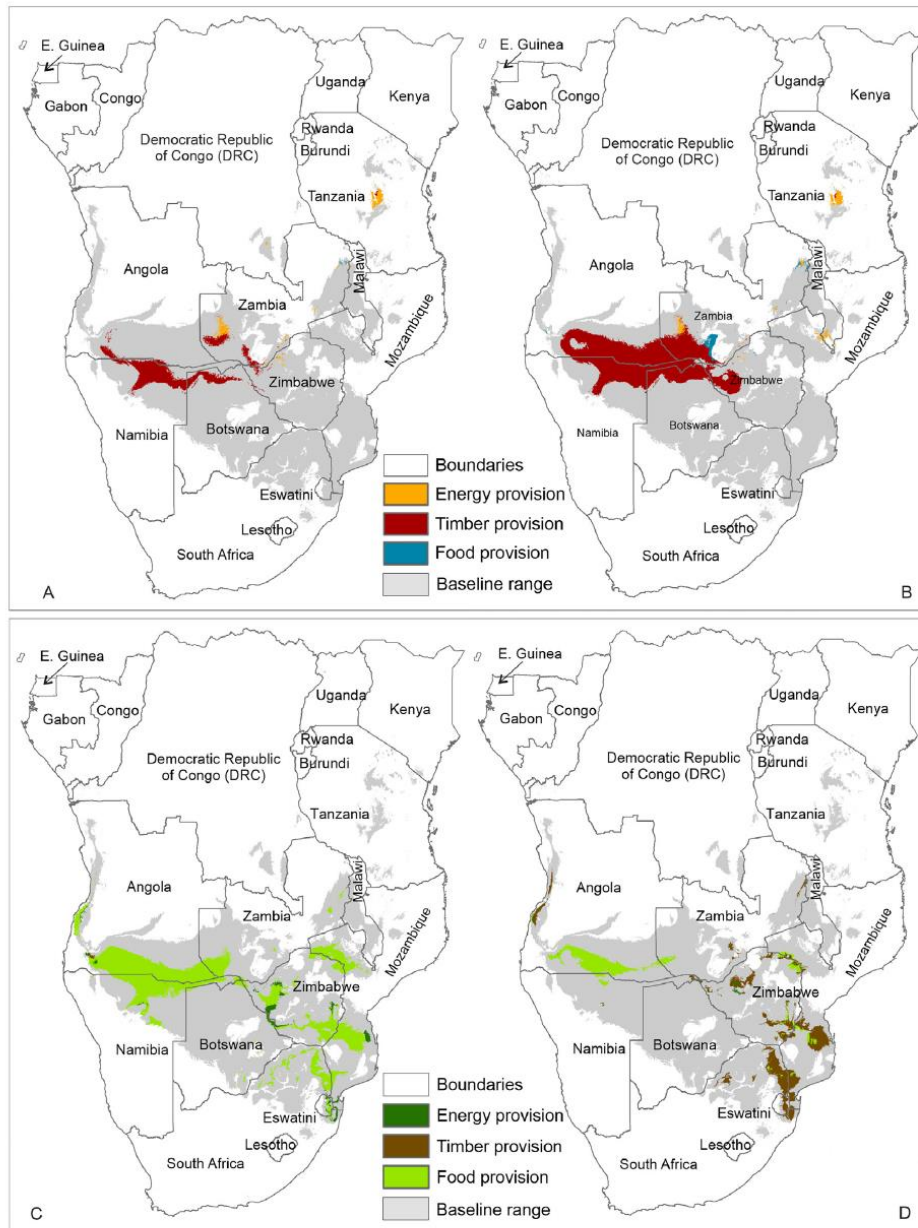 E. Guinea
Gabon
Congo
Uganda
Kenya
Rwanda
Burundi
Democratic Republic
of Congo (DRC)
Tanzania
Angola
Zambia
Malawi
Mozambique
Zimbabwe
Namibia
Botswana
Eswatini
Lesotho
South Africa
A
E. Guinea
Gabon
Congo
Uganda
Kenya
Rwanda
Burundi
Democratic Republic
of Congo (DRC)
Tanzania
Angola
Zambia
Malawi
Mozambique
Zimbabwe
Namibia
Botswana
Eswatini
Lesotho
South Africa
B
Boundaries
Energy provision
Timber provision
Food provision
Baseline range
E. Guinea
Gabon
Congo
Uganda
Kenya
Rwanda
Burundi
Democratic Republic
of Congo (DRC)
Tanzania
Angola
Zambia
Malawi
Mozambique
Zimbabwe
Namibia
Botswana
Eswatini
Lesotho
South Africa
C
E. Guinea
Gabon
Congo
Uganda
Kenya
Rwanda
Burundi
Democratic Republic
of Congo (DRC)
Tanzania
Angola
Zambia
Malawi
Mozambique
Zimbabwe
Namibia
Botswana
Eswatini
Lesotho
South Africa
D
Boundaries
Energy provision
Timber provision
Food provision
Baseline range